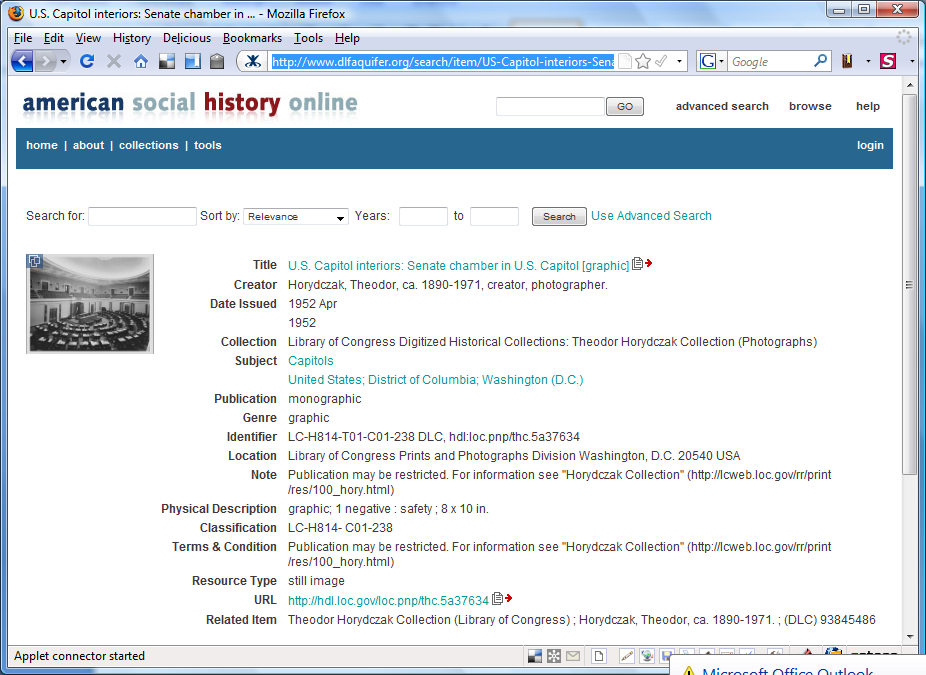 U.S. Capitol interiors: Senate chamber in ... - Mozilla Firefox
File Edit View History Delicious Bookmarks Tools Help
http://www.dlfaquifer.org/search/item/US-Capitol-interiors-Sena
G Google S
american social history online
GO advanced search browse help
home | about | collections | tools login
Search for: Sort by: Relevance Years: to Search Use Advanced Search
Title U.S. Capitol interiors: Senate chamber in U.S. Capitol [graphic]
Creator Horydczak, Theodor, ca. 1890-1971, creator, photographer.
Date Issued 1952 Apr
1952
Collection Library of Congress Digitized Historical Collections: Theodor Horydczak Collection (Photographs)
Subject Capitols
United States; District of Columbia; Washington (D.C.)
Publication monographic
Genre graphic
Identifier LC-H814-T01-C01-238 DLC, hdl:loc.pnp/thc.5a37634
Location Library of Congress Prints and Photographs Division Washington, D.C. 20540 USA
Note Publication may be restricted. For information see "Horydczak Collection" (http://lcweb.loc.gov/rr/print
/res/100_hory.html)
Physical Description graphic; 1 negative : safety ; 8 x 10 in.
Classification LC-H814- C01-238
Terms & Condition Publication may be restricted. For information see "Horydczak Collection" (http://lcweb.loc.gov/rr/print
/res/100_hory.html)
Resource Type still image
URL http://hdl.loc.gov/loc.pnp/thc.5a37634
Related Item Theodor Horydczak Collection (Library of Congress) ; Horydczak, Theodor, ca. 1890-1971. ; (DLC) 93845486
Applet connector started
Microsoft Office Outlook